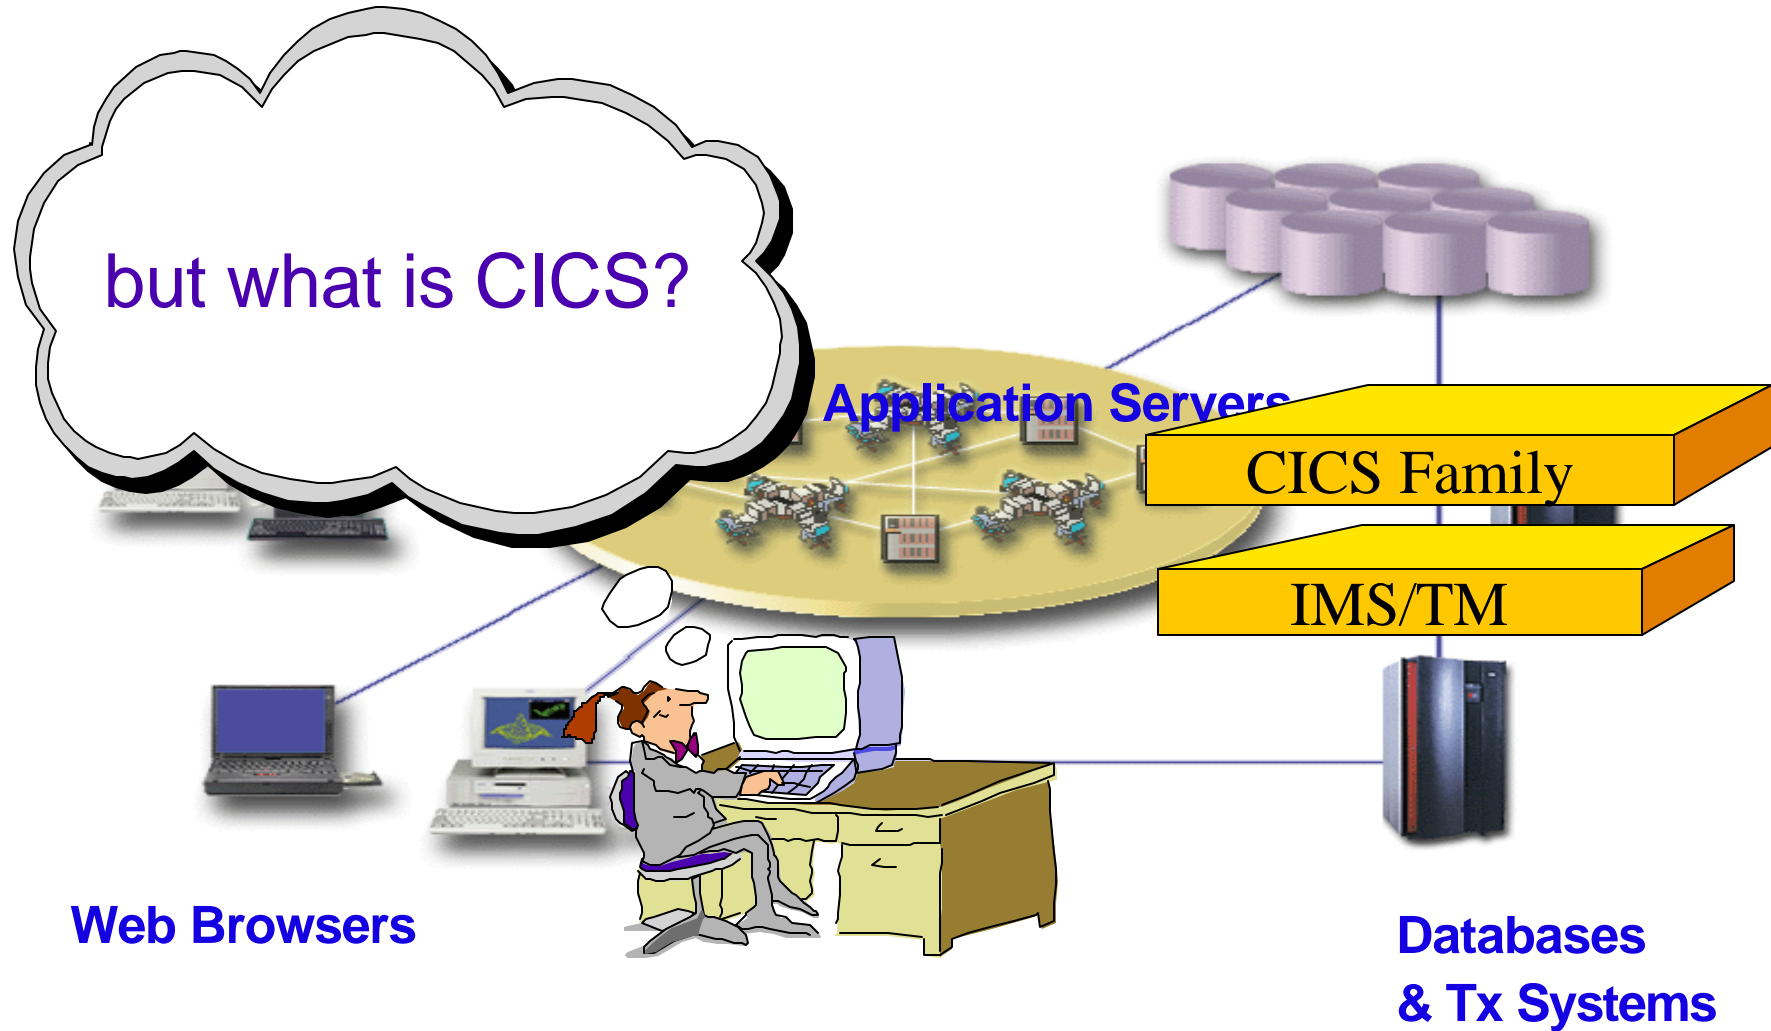 but what is CICS?
Application Servers
CICS Family
IMS/TM
Web Browsers
Databases
& Tx Systems